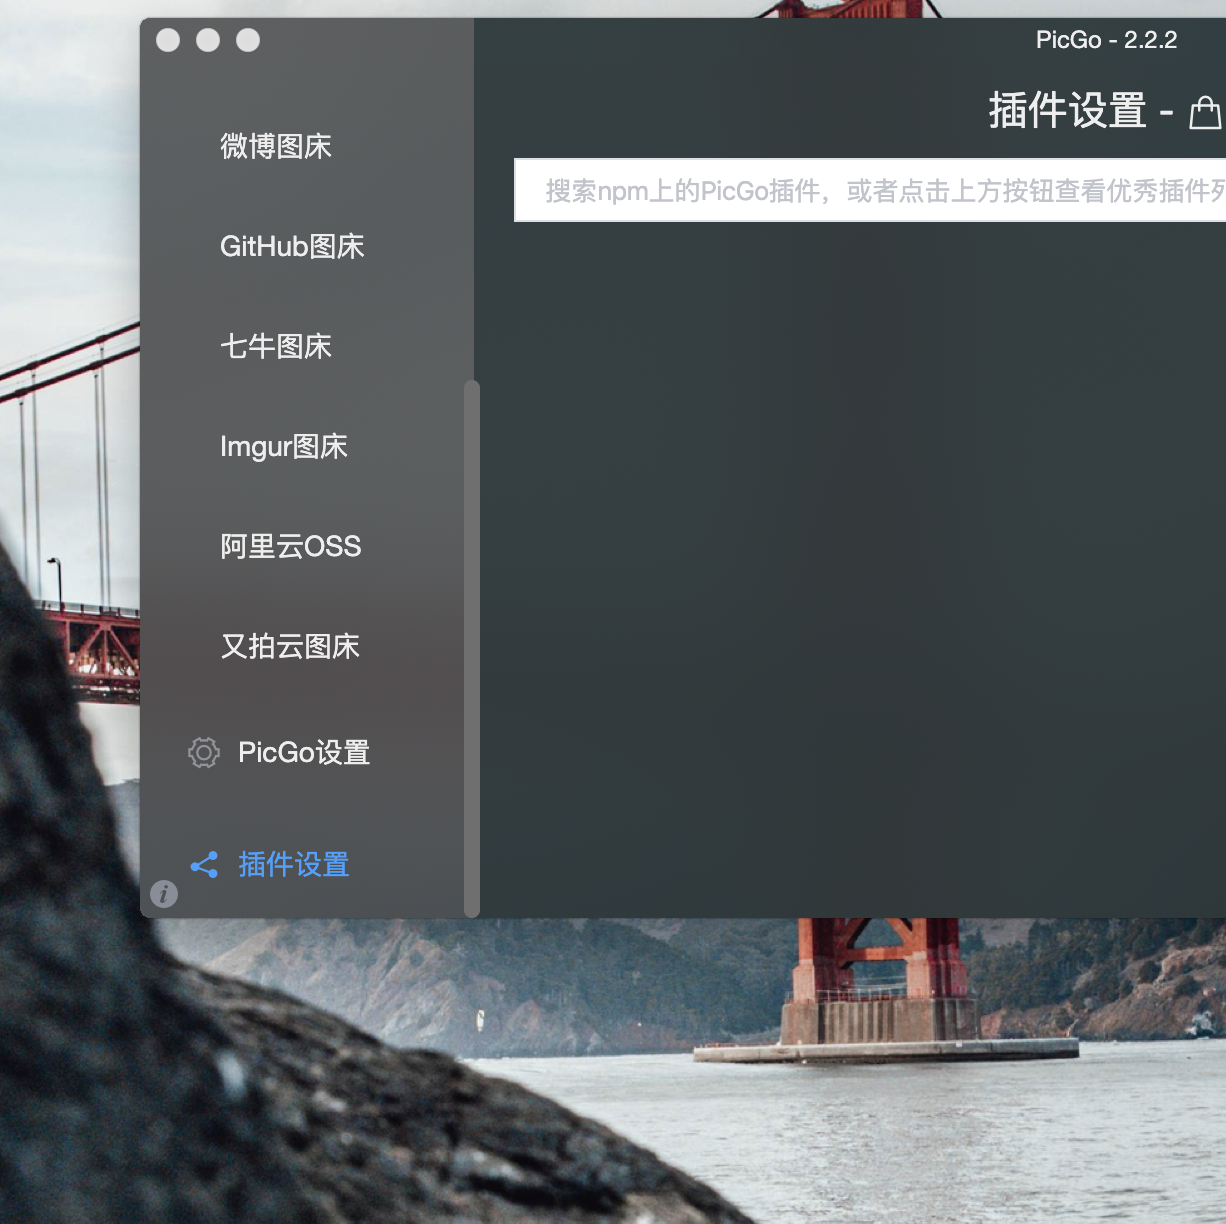 PicGo - 2.2.2
插件设置 -
搜索npm上的PicGo插件，或者点击上方按钮查看优秀插件列
微博图床
GitHub图床
七牛图床
Imgur图床
阿里云OSS
又拍云图床
PicGo设置
插件设置